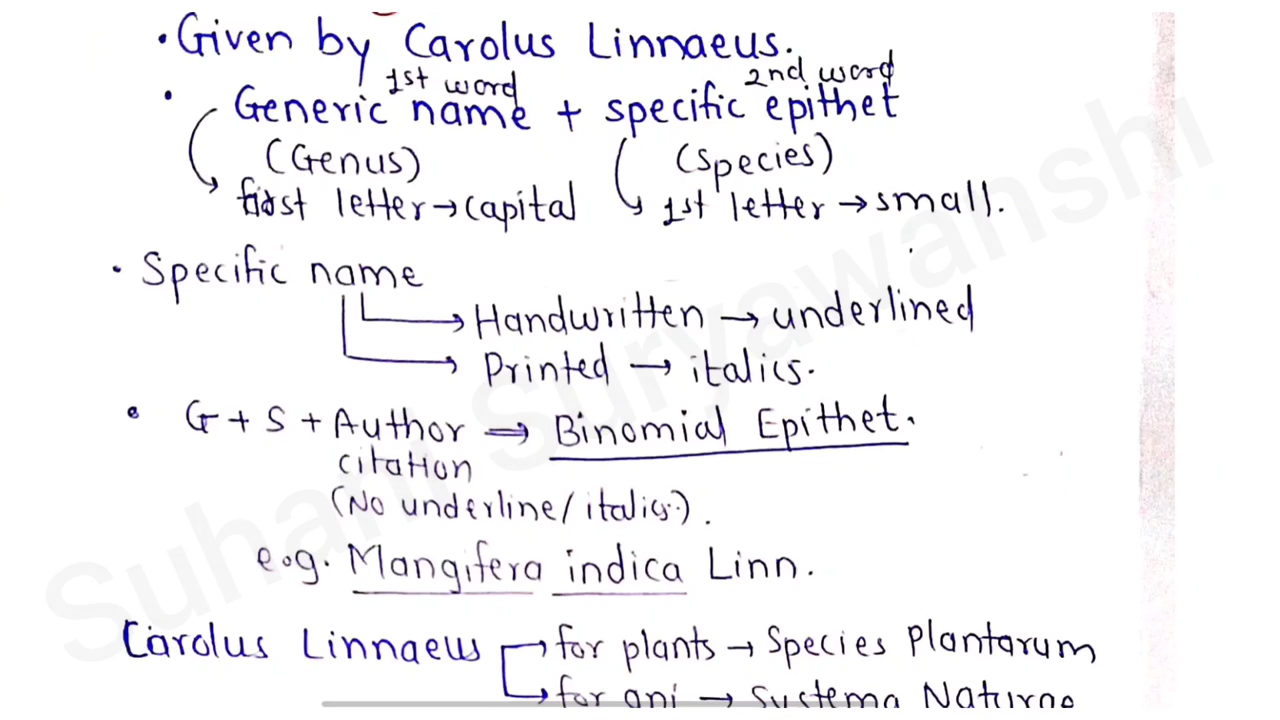 • Given by Carolus Linnaeus.
1st word 2nd word
• Generic name + specific epithet
(Genus) (species)
first letter → capital 1st letter → small.
• Specific name
→ Handwritten → underlined
→ Printed → italics.
• G + S + Author ⇒ Binomial Epithet.
citation
(No underline/italics).
e.g. Mangifera indica Linn.
Carolus Linnaeus → for plants → Species Plantarum
→ for ani → Systema Naturae
Suhani Suryawanshi